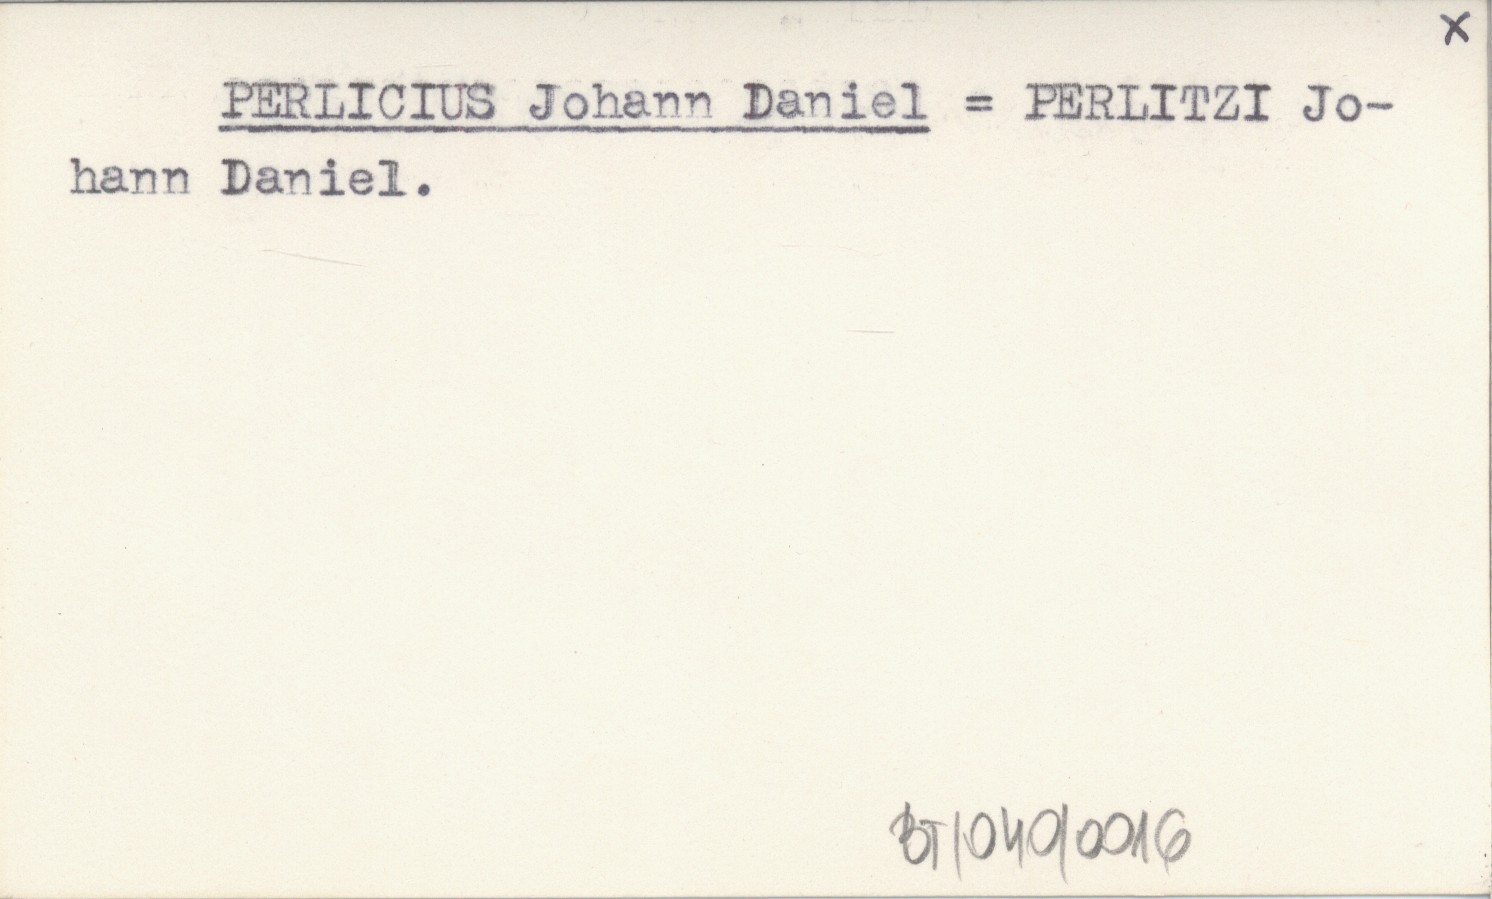 x
PERLICIUS Johann Daniel = PERLITZI Jo-
hann Daniel.
BT/040/0016